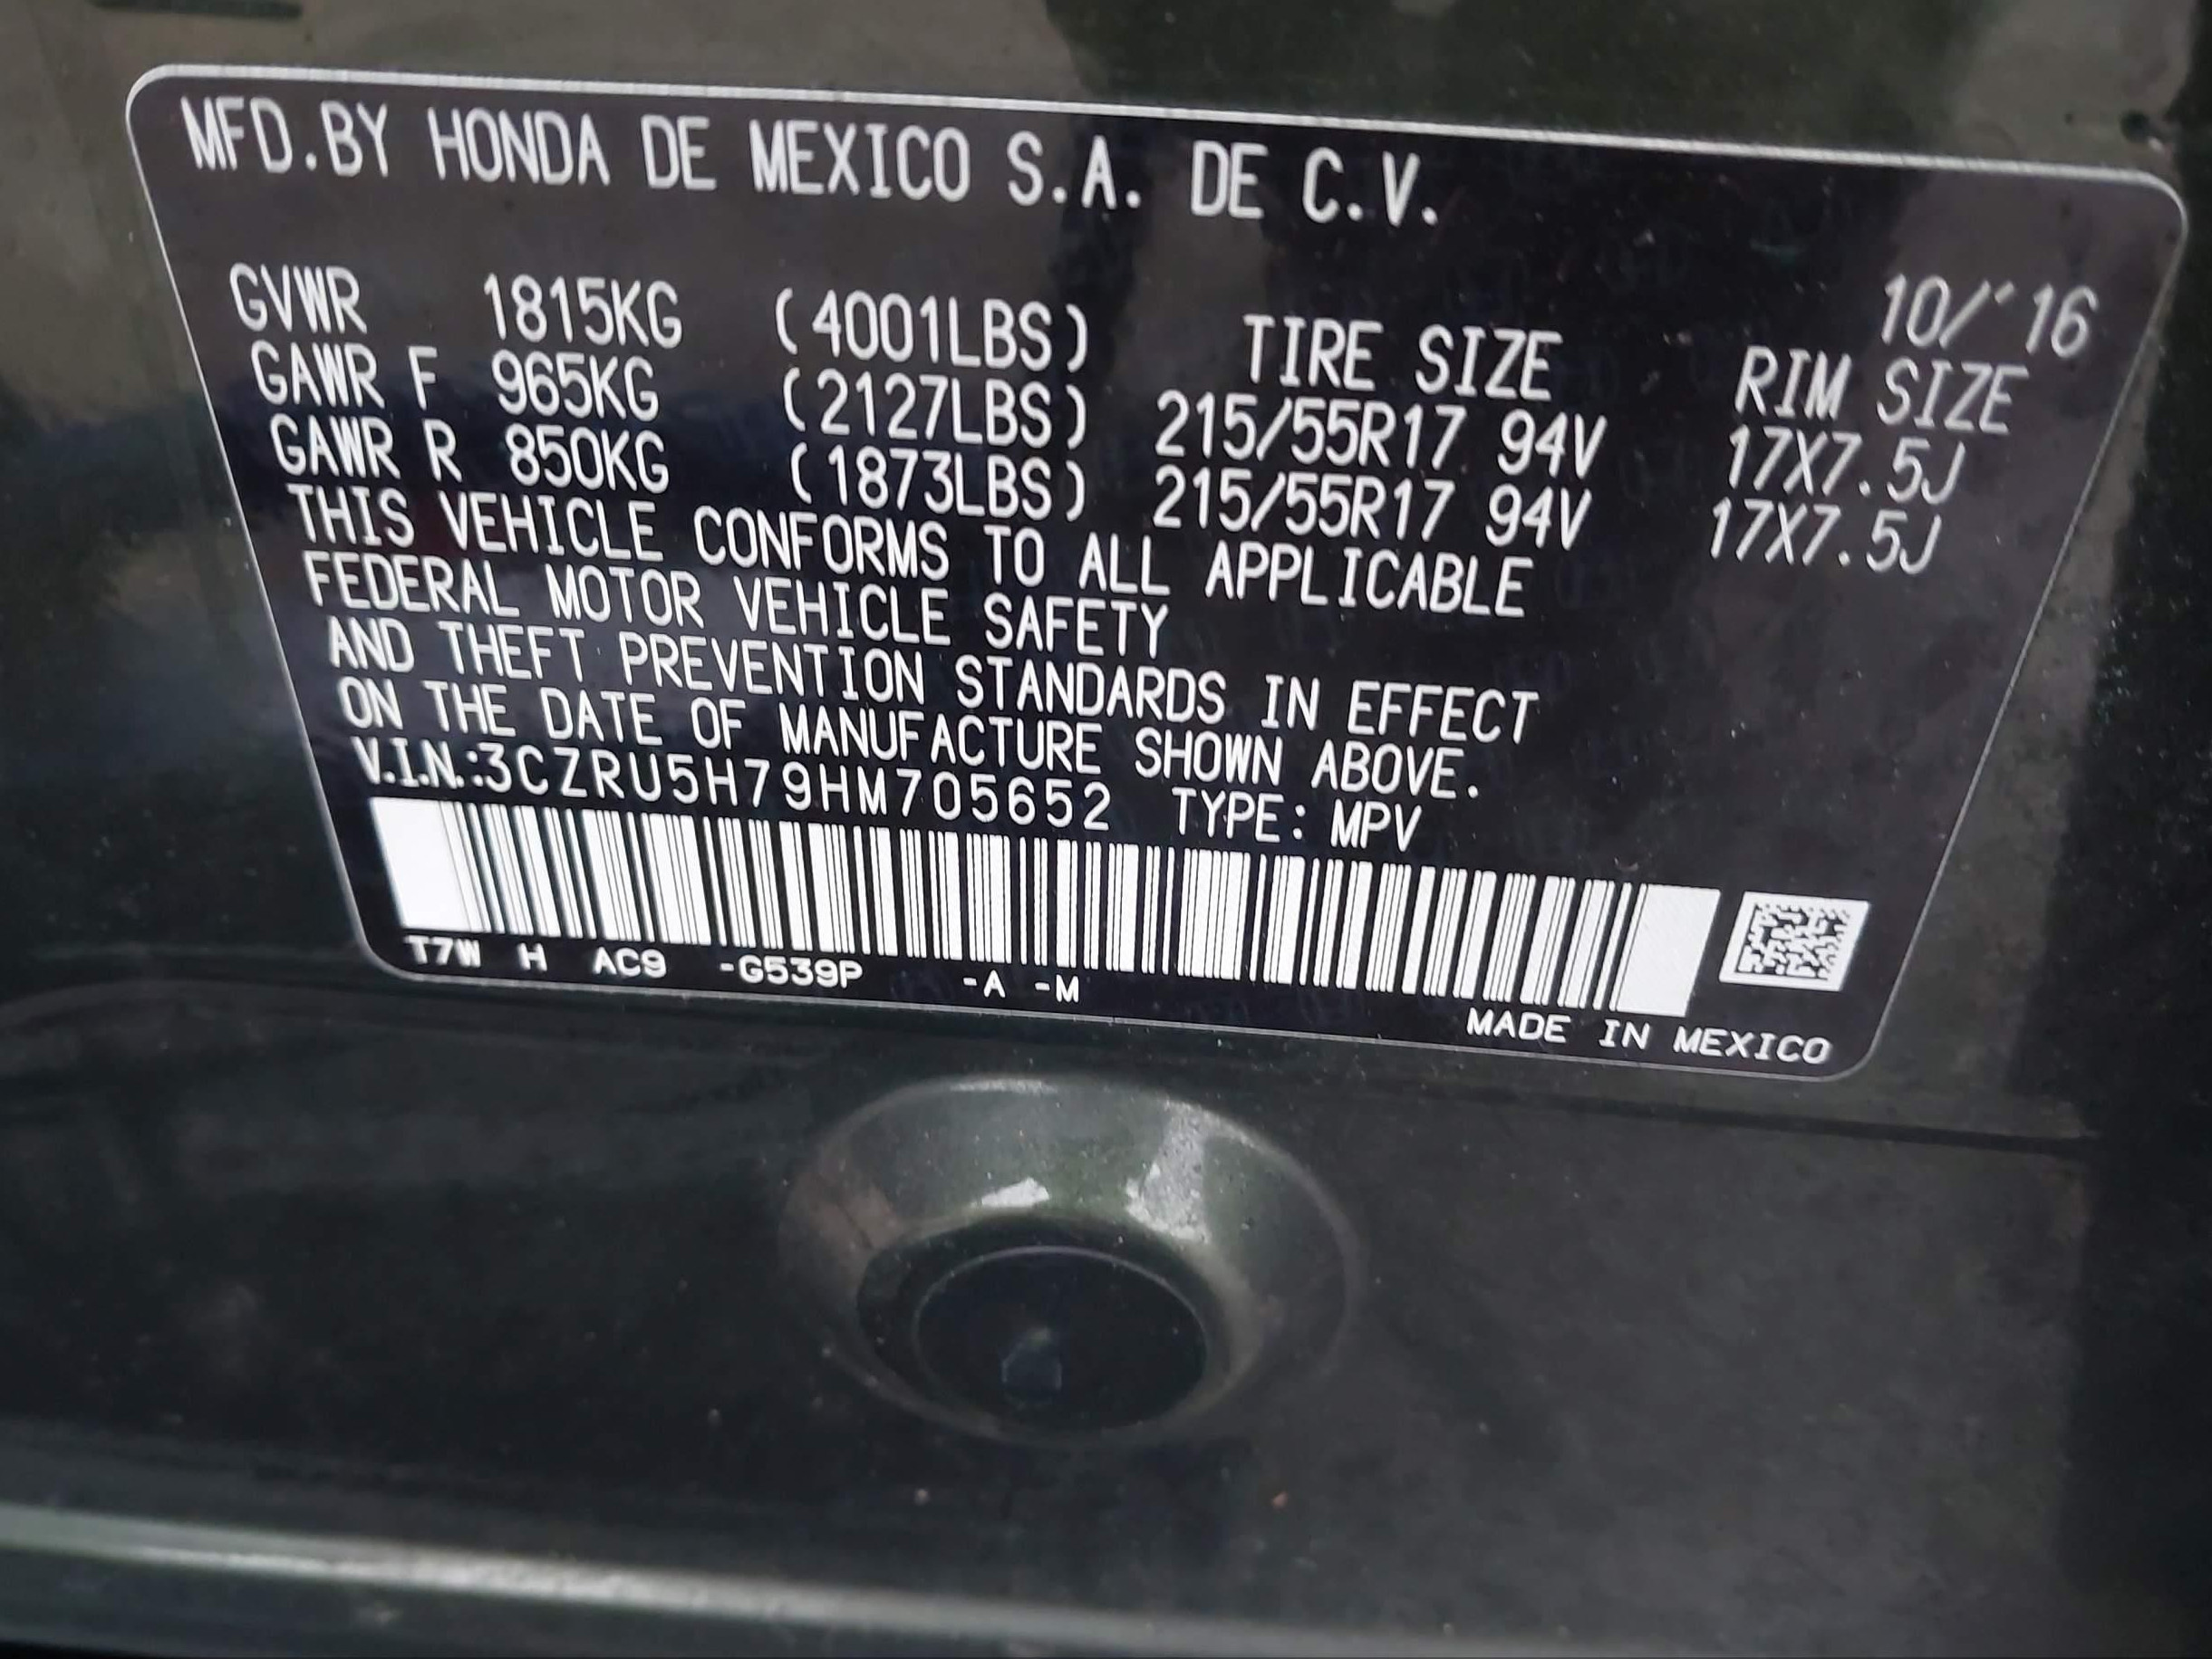 MFD.BY HONDA DE MEXICO S.A. DE C.V.
10/'16
GVWR 1815KG (4001LBS) TIRE SIZE RIM SIZE
GAWR F 965KG (2127LBS) 215/55R17 94V 17X7.5J
GAWR R 850KG (1873LBS) 215/55R17 94V 17X7.5J
THIS VEHICLE CONFORMS TO ALL APPLICABLE
FEDERAL MOTOR VEHICLE SAFETY
AND THEFT PREVENTION STANDARDS IN EFFECT
ON THE DATE OF MANUFACTURE SHOWN ABOVE.
V.I.N.:3CZRU5H79HM705652 TYPE: MPV
T7W H AC9 -G539P -A -M
MADE IN MEXICO